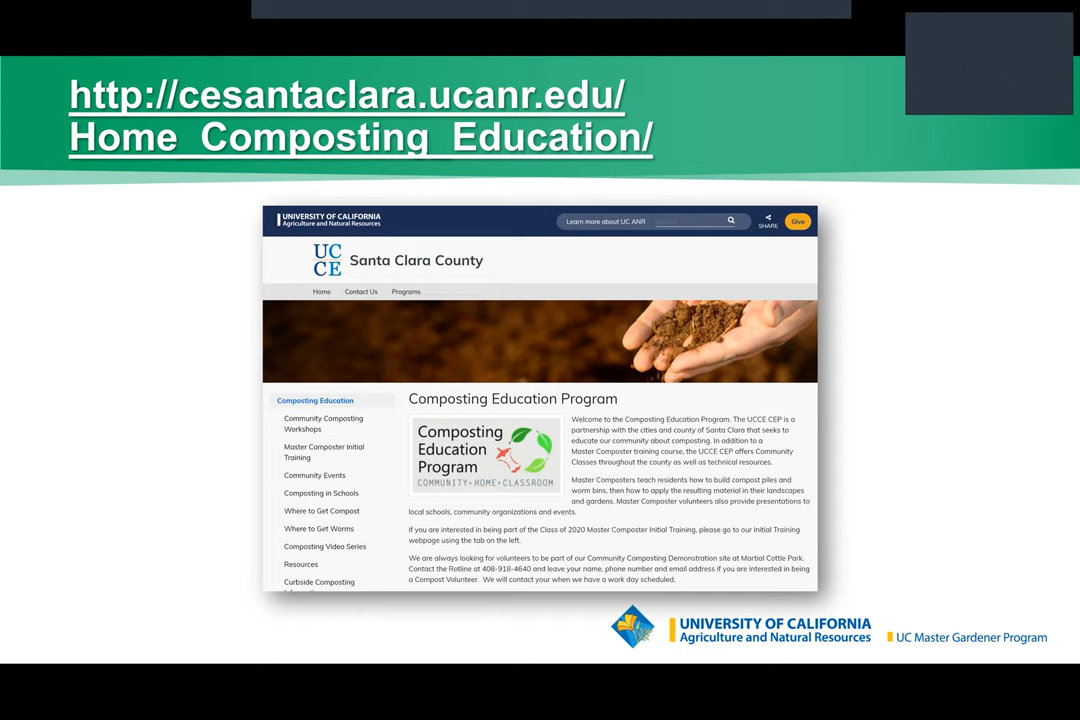 http://cesantaclara.ucanr.edu/
Home_Composting_Education/
UNIVERSITY OF CALIFORNIA
Agriculture and Natural Resources
Learn more about UC ANR
SHARE
Give
UC
CE
Santa Clara County
Home
Contact Us
Programs
Composting Education
Community Composting
Workshops
Master Composter Initial
Training
Community Events
Composting in Schools
Where to Get Compost
Where to Get Worms
Composting Video Series
Resources
Curbside Composting
Composting Education Program
Composting
Education
Program
COMMUNITY • HOME • CLASSROOM
Welcome to the Composting Education Program. The UCCE CEP is a
partnership with the cities and county of Santa Clara that seeks to
educate our community about composting. In addition to a
Master Composter training course, the UCCE CEP offers Community
Classes throughout the county as well as technical resources.
Master Composters teach residents how to build compost piles and
worm bins, then how to apply the resulting material in their landscapes
and gardens. Master Composter volunteers also provide presentations to
local schools, community organizations and events.
If you are interested in being part of the Class of 2020 Master Composter Initial Training, please go to our Initial Training
webpage using the tab on the left.
We are always looking for volunteers to be part of our Community Composting Demonstration site at Martial Cottle Park.
Contact the Rotline at 408-918-4640 and leave your name, phone number and email address if you are interested in being
a Compost Volunteer. We will contact your when we have a work day scheduled.
UNIVERSITY OF CALIFORNIA
Agriculture and Natural Resources
UC Master Gardener Program